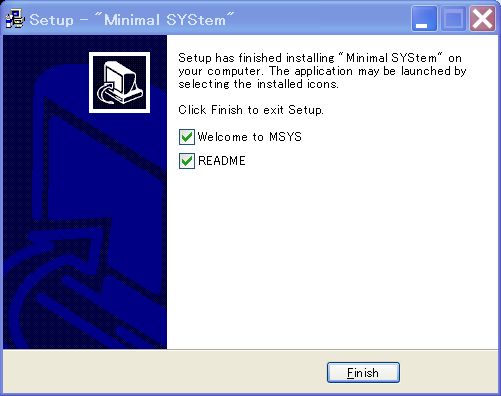 Setup - "Minimal SYStem"
Setup has finished installing "Minimal SYStem" on
your computer. The application may be launched by
selecting the installed icons.
Click Finish to exit Setup.
Welcome to MSYS
README
Finish